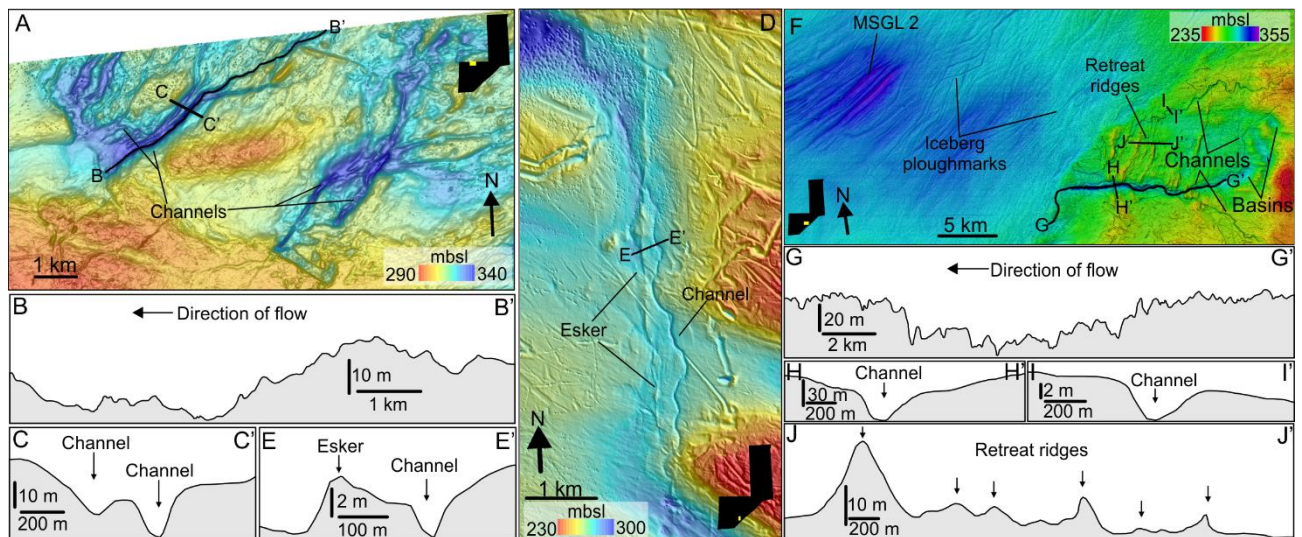 A
B'
C
C'
B
Channels
N
1 km
mbsl
290
340
B
B'
Direction of flow
10 m
1 km
C
C'
Channel
Channel
10 m
200 m
E
E'
Esker
Channel
2 m
100 m
D
E
E'
Channel
Esker
N
1 km
mbsl
230
300
F
MSGL 2
mbsl
235
355
Retreat
ridges
I
I'
J
J'
Iceberg
ploughmarks
Channels
H
G'
H'
Basins
G
N
5 km
G
G'
Direction of flow
20 m
2 km
H
H'
Channel
30 m
200 m
I
I'
Channel
2 m
200 m
J
J'
Retreat ridges
10 m
200 m